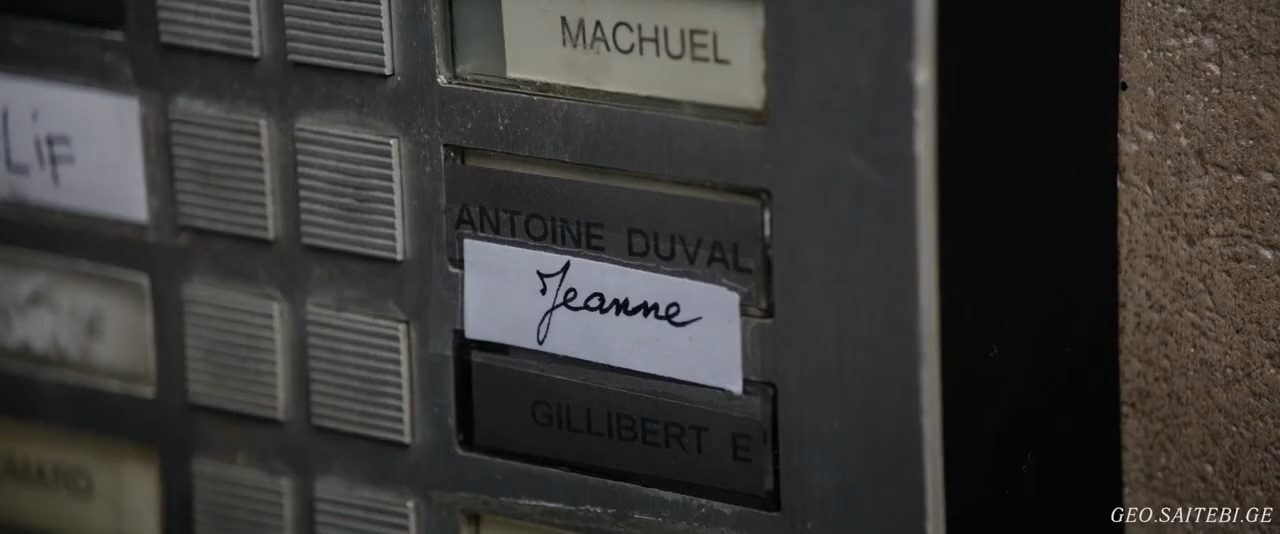 MACHUEL
Lif
ANTOINE DUVAL
Jeanne
GILLIBERT E
GEO.SAITEBI.GE